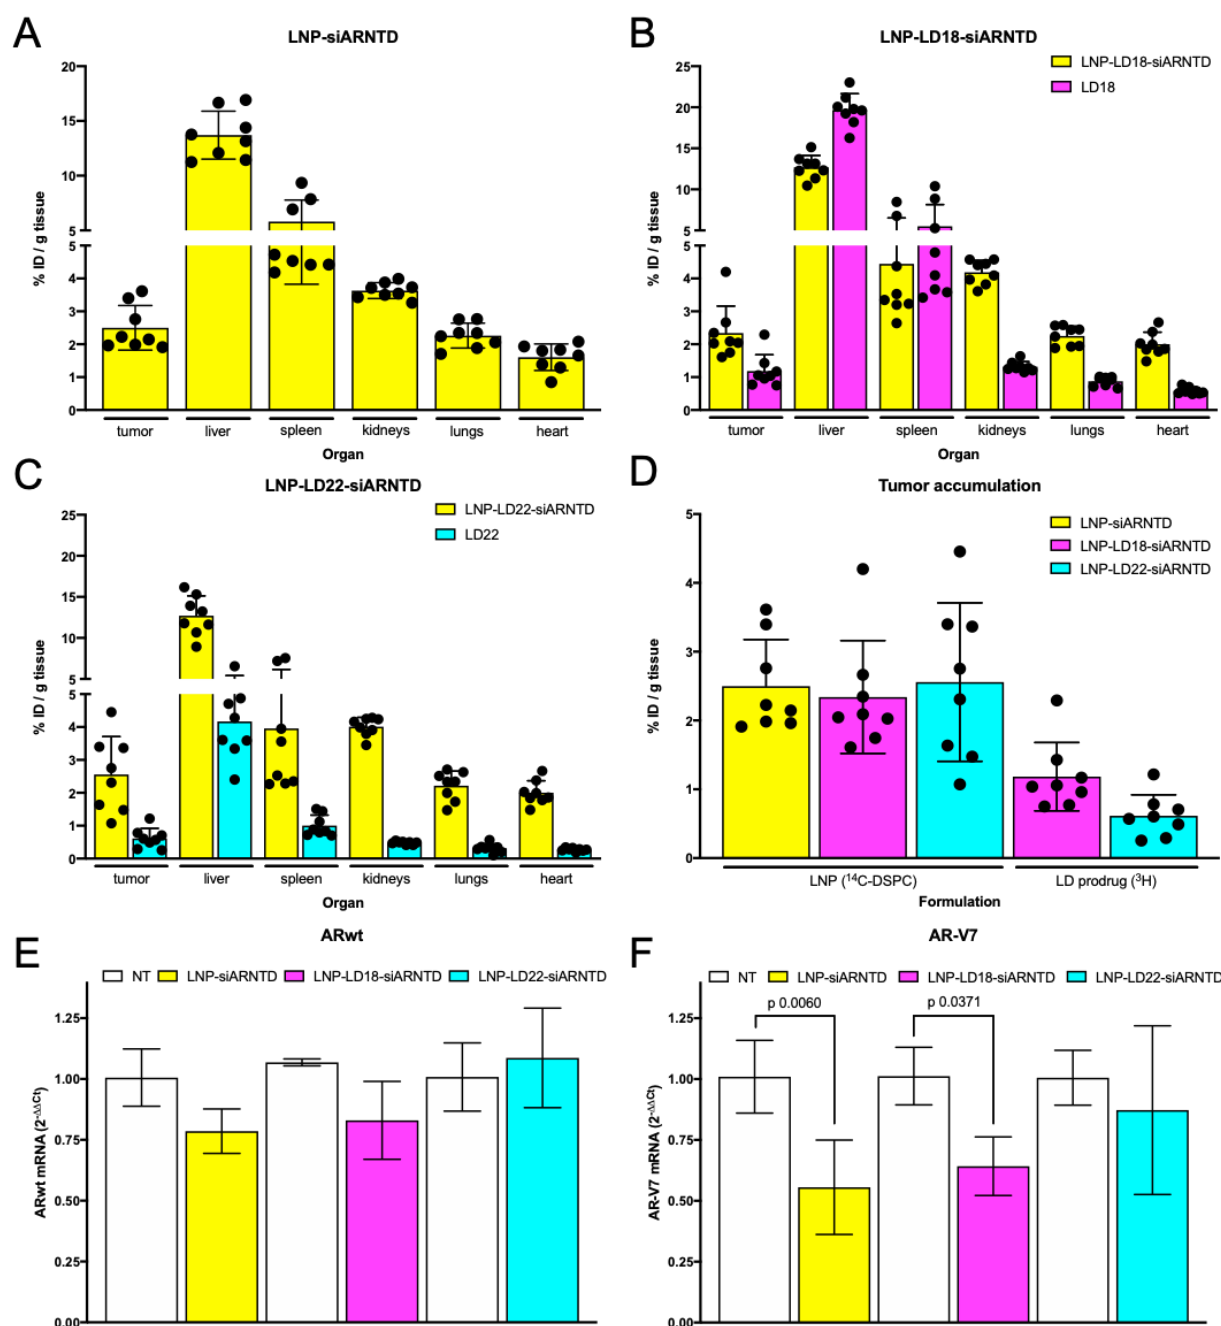 A
LNP-siARNTD
20
15
10
5
5
4
3
2
1
0
% ID / g tissue
tumor liver spleen kidneys lungs heart
Organ
B
LNP-LD18-siARNTD
LNP-LD18-siARNTD
LD18
25
20
15
10
5
5
4
3
2
1
0
% ID / g tissue
tumor liver spleen kidneys lungs heart
Organ
C
LNP-LD22-siARNTD
LNP-LD22-siARNTD
LD22
25
20
15
10
5
5
4
3
2
1
0
% ID / g tissue
tumor liver spleen kidneys lungs heart
Organ
D
Tumor accumulation
LNP-siARNTD
LNP-LD18-siARNTD
LNP-LD22-siARNTD
5
4
3
2
1
0
% ID / g tissue
LNP (¹⁴C-DSPC) LD prodrug (³H)
Formulation
E
ARwt
NT LNP-siARNTD LNP-LD18-siARNTD LNP-LD22-siARNTD
1.25
1.00
0.75
0.50
0.25
0.00
ARwt mRNA (2^-ΔΔCt)
F
AR-V7
NT LNP-siARNTD LNP-LD18-siARNTD LNP-LD22-siARNTD
p 0.0060 p 0.0371
1.25
1.00
0.75
0.50
0.25
0.00
AR-V7 mRNA (2^-ΔΔCt)